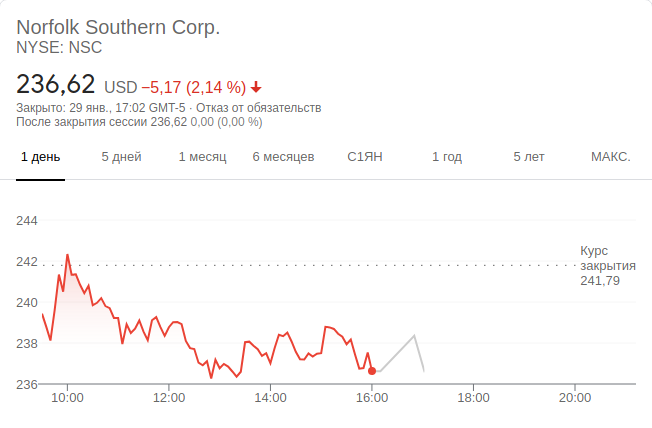 Norfolk Southern Corp.
NYSE: NSC
236,62 USD −5,17 (2,14 %)
Закрыто: 29 янв., 17:02 GMT-5 · Отказ от обязательств
После закрытия сессии 236,62 0,00 (0,00 %)
1 день 5 дней 1 месяц 6 месяцев С1ЯН 1 год 5 лет МАКС.
244
242
240
238
236
Курс
закрытия
241,79
10:00 12:00 14:00 16:00 18:00 20:00